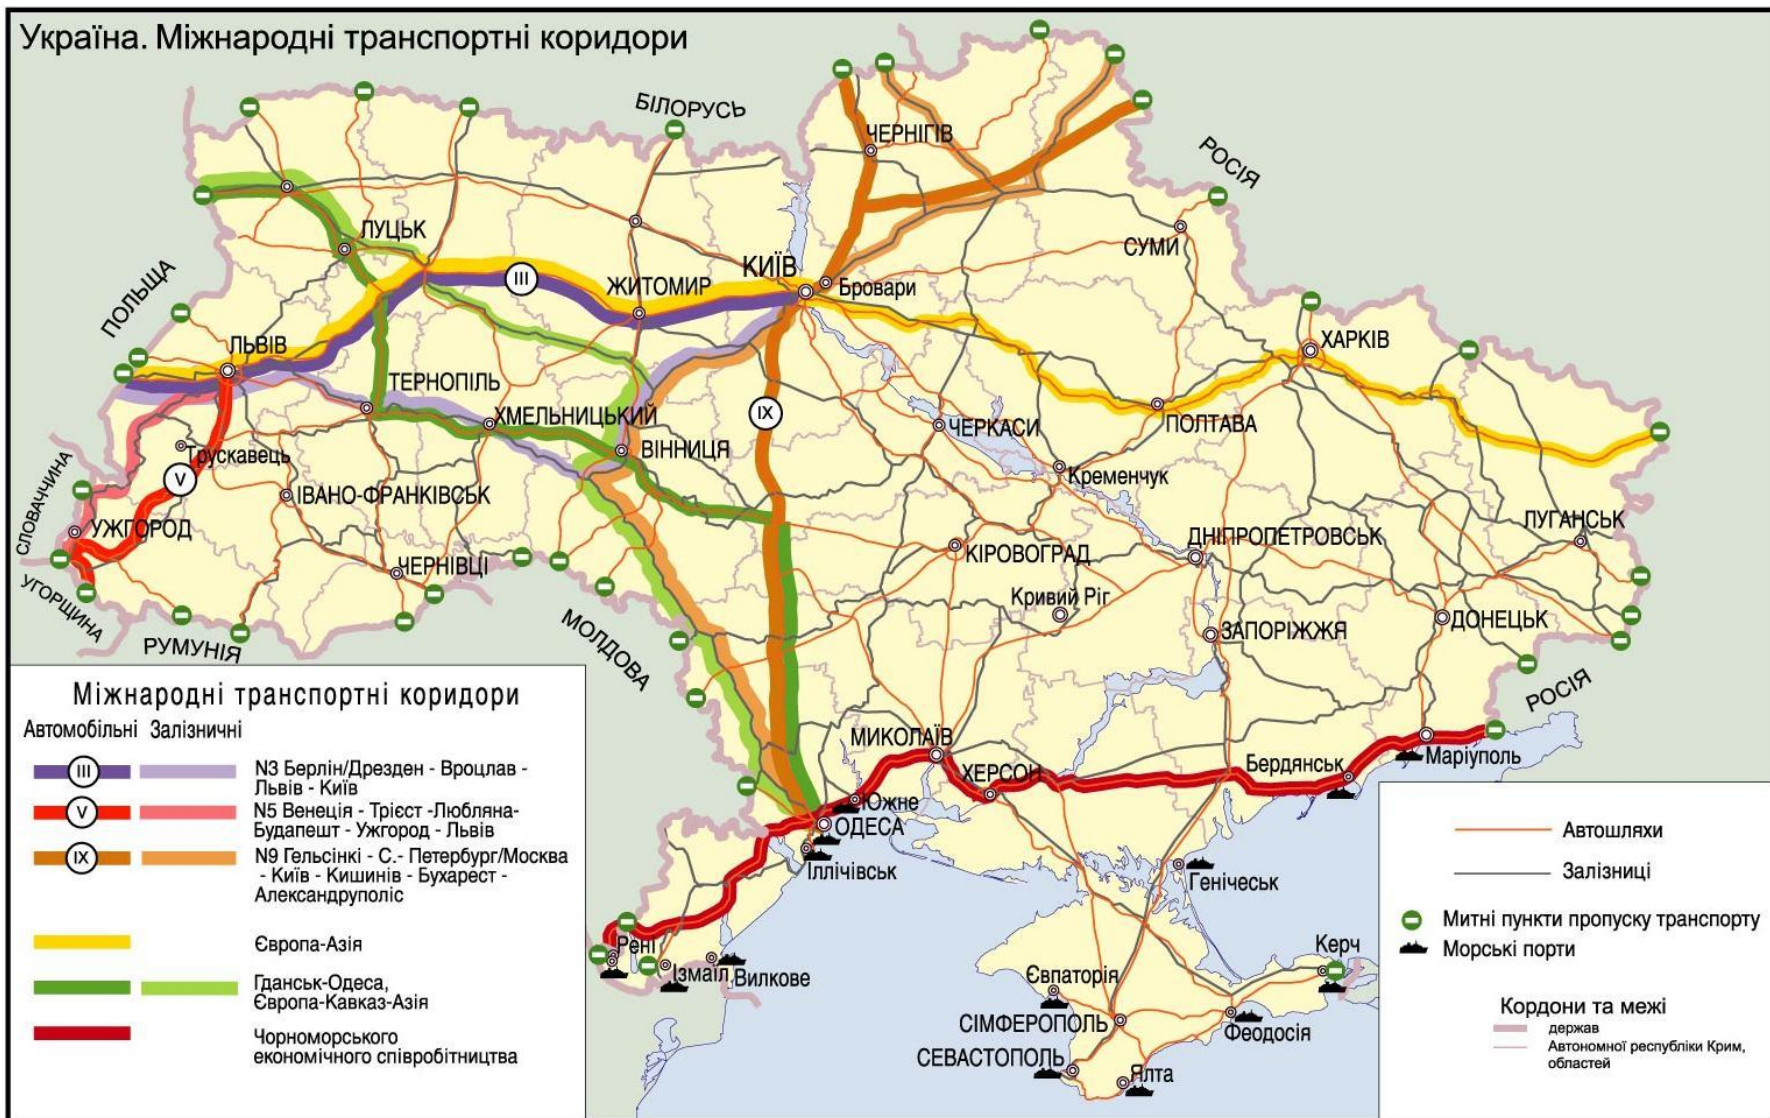 Україна. Міжнародні транспортні коридори
БІЛОРУСЬ
РОСІЯ
ПОЛЬЩА
СЛОВАЧЧИНА
УГОРЩИНА
РУМУНІЯ
МОЛДОВА
РОСІЯ
ЧЕРНІГІВ
ЛУЦЬК
СУМИ
КИЇВ
Бровари
ЖИТОМИР
III
ЛЬВІВ
ХАРКІВ
ТЕРНОПІЛЬ
ХМЕЛЬНИЦЬКИЙ
IX
ЧЕРКАСИ
ПОЛТАВА
Трускавець
V
ВІННИЦЯ
Кременчук
ІВАНО-ФРАНКІВСЬК
УЖГОРОД
ЛУГАНСЬК
КІРОВОГРАД
ДНІПРОПЕТРОВСЬК
ЧЕРНІВЦІ
Кривий Ріг
ЗАПОРІЖЖЯ
ДОНЕЦЬК
МИКОЛАЇВ
ХЕРСОН
Бердянськ
Маріуполь
Южне
ОДЕСА
Іллічівськ
Генічеськ
Рені
Ізмаїл
Вилкове
Керч
Євпаторія
СІМФЕРОПОЛЬ
Феодосія
СЕВАСТОПОЛЬ
Ялта
Міжнародні транспортні коридори
Автомобільні Залізничні
III
N3 Берлін/Дрезден - Вроцлав -
Львів - Київ
V
N5 Венеція - Трієст -Любляна-
Будапешт - Ужгород - Львів
IX
N9 Гельсінкі - С.- Петербург/Москва
- Київ - Кишинів - Бухарест -
Александруполіс
Європа-Азія
Гданськ-Одеса,
Європа-Кавказ-Азія
Чорноморського
економічного співробітництва
Автошляхи
Залізниці
Митні пункти пропуску транспорту
Морські порти
Кордони та межі
держав
Автономної республіки Крим,
областей